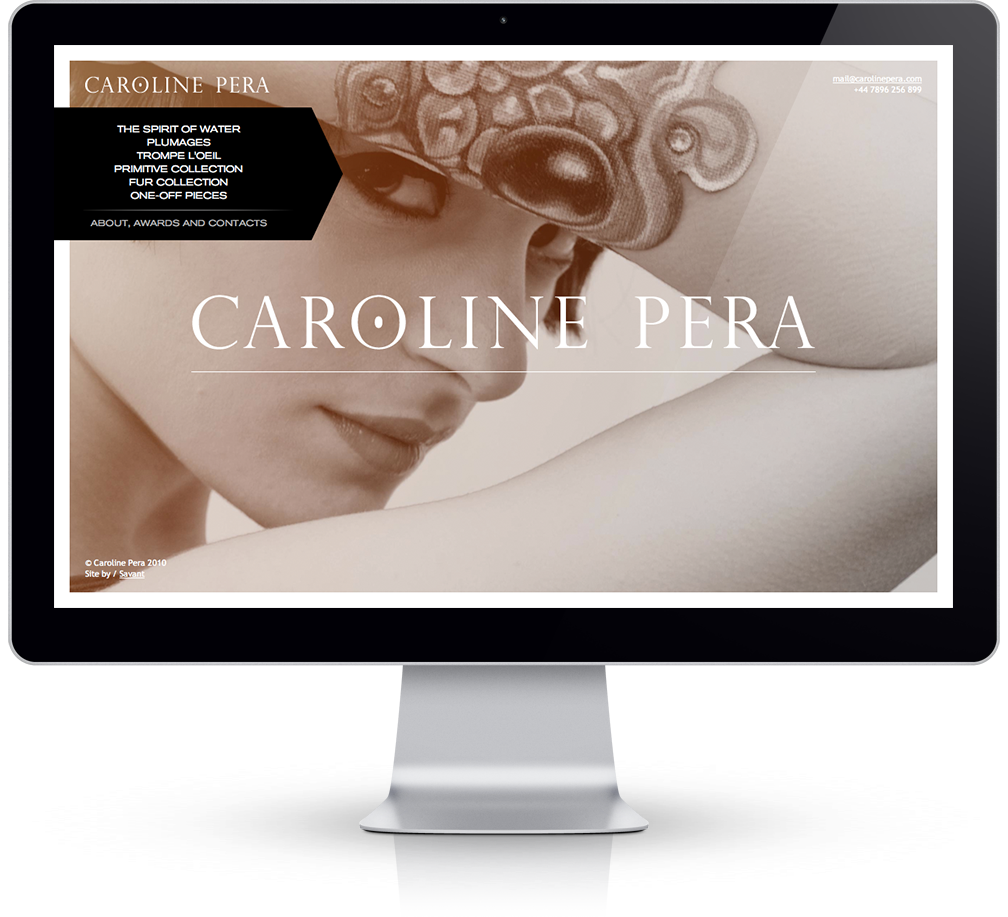 CAROLINE PERA
mail@carolinepera.com
+44 7896 256 899
THE SPIRIT OF WATER
PLUMAGES
TROMPE L'OEIL
PRIMITIVE COLLECTION
FUR COLLECTION
ONE-OFF PIECES
ABOUT, AWARDS AND CONTACTS
CAROLINE PERA
© Caroline Pera 2010
Site by / Savant